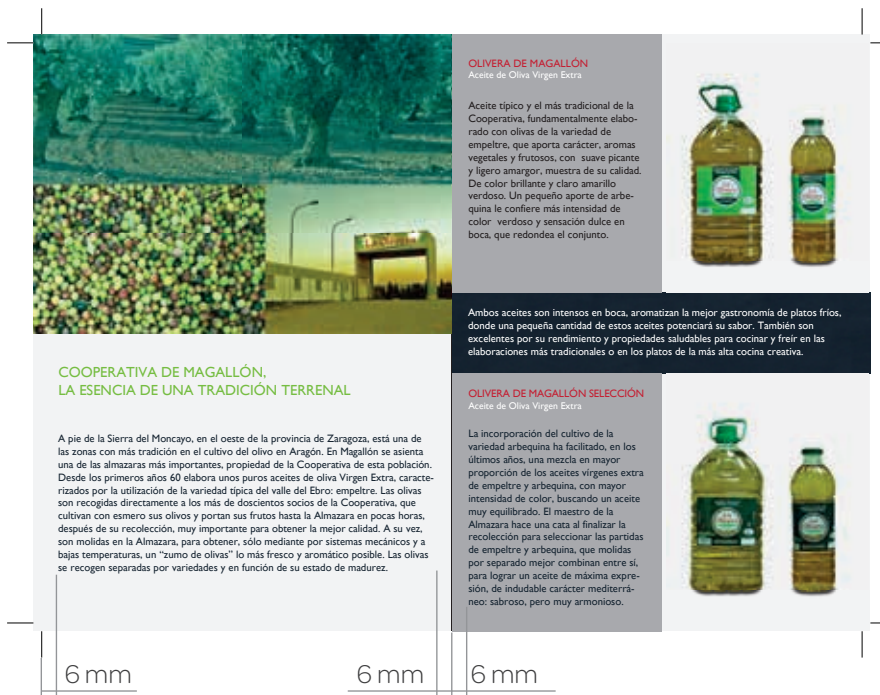 COOPERATIVA DE MAGALLÓN,
LA ESENCIA DE UNA TRADICIÓN TERRENAL
A pie de la Sierra del Moncayo, en el oeste de la provincia de Zaragoza, está una de
las zonas con más tradición en el cultivo del olivo en Aragón. En Magallón se asienta
una de las almazaras más importantes, propiedad de la Cooperativa de esta población.
Desde los primeros años 60 elabora unos puros aceites de oliva Virgen Extra, caracte-
rizados por la utilización de la variedad típica del valle del Ebro: empeltre. Las olivas
son recogidas directamente a los más de doscientos socios de la Cooperativa, que
cultivan con esmero sus olivos y portan sus frutos hasta la Almazara en pocas horas,
después de su recolección, muy importante para obtener la mejor calidad. A su vez,
son molidas en la Almazara, para obtener, sólo mediante por sistemas mecánicos y a
bajas temperaturas, un “zumo de olivas” lo más fresco y aromático posible. Las olivas
se recogen separadas por variedades y en función de su estado de madurez.
OLIVERA DE MAGALLÓN
Aceite de Oliva Virgen Extra
Aceite típico y el más tradicional de la
Cooperativa, fundamentalmente elabo-
rado con olivas de la variedad de
empeltre, que aporta carácter, aromas
vegetales y frutosos, con suave picante
y ligero amargor, muestra de su calidad.
De color brillante y claro amarillo
verdoso. Un pequeño aporte de arbe-
quina le confiere más intensidad de
color verdoso y sensación dulce en
boca, que redondea el conjunto.
Ambos aceites son intensos en boca, aromatizan la mejor gastronomía de platos fríos,
donde una pequeña cantidad de estos aceites potenciará su sabor. También son
excelentes por su rendimiento y propiedades saludables para cocinar y freír en las
elaboraciones más tradicionales o en los platos de la más alta cocina creativa.
OLIVERA DE MAGALLÓN SELECCIÓN
Aceite de Oliva Virgen Extra
La incorporación del cultivo de la
variedad arbequina ha facilitado, en los
últimos años, una mezcla en mayor
proporción de los aceites vírgenes extra
de empeltre y arbequina, con mayor
intensidad de color, buscando un aceite
muy equilibrado. El maestro de la
Almazara hace una cata al finalizar la
recolección para seleccionar las partidas
de empeltre y arbequina, que molidas
por separado mejor combinan entre sí,
para lograr un aceite de máxima expre-
sión, de indudable carácter mediterrá-
neo: sabroso, pero muy armonioso.
6 mm
6 mm
6 mm